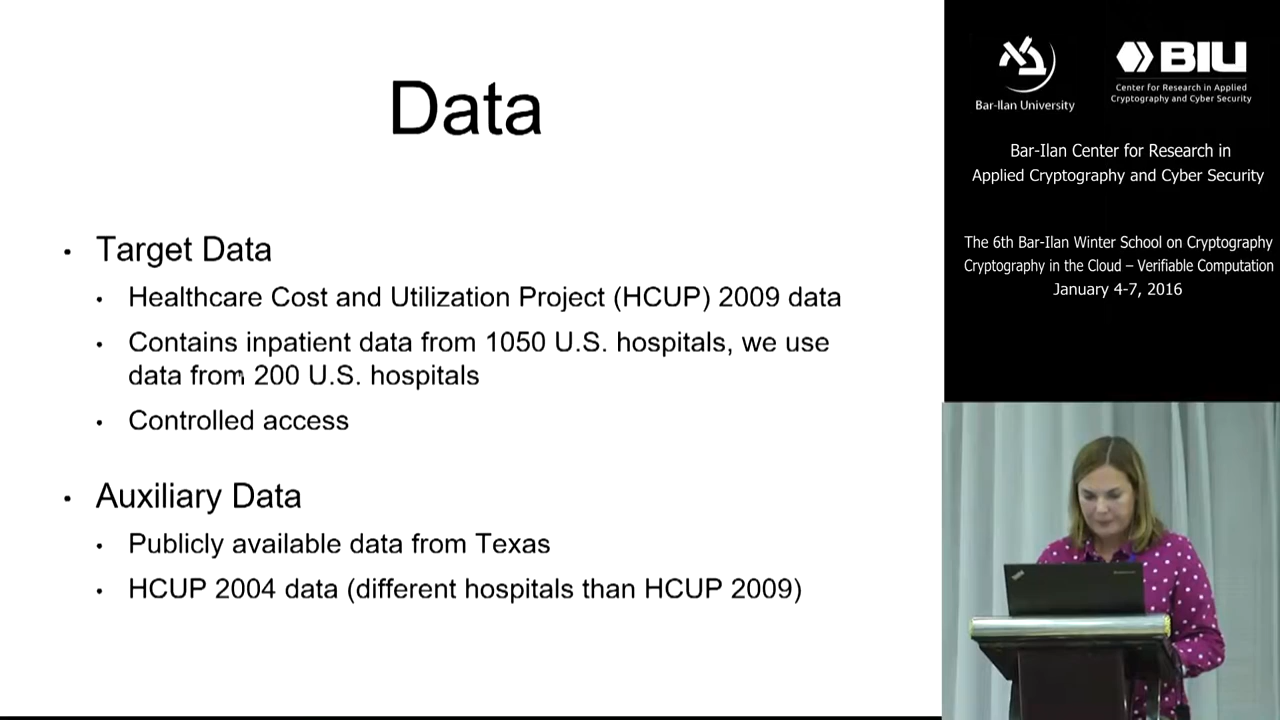 Data
• Target Data
• Healthcare Cost and Utilization Project (HCUP) 2009 data
• Contains inpatient data from 1050 U.S. hospitals, we use
data from 200 U.S. hospitals
• Controlled access
• Auxiliary Data
• Publicly available data from Texas
• HCUP 2004 data (different hospitals than HCUP 2009)
Bar-Ilan University
BIU
Center for Research in Applied
Cryptography and Cyber Security
Bar-Ilan Center for Research in
Applied Cryptography and Cyber Security
The 6th Bar-Ilan Winter School on Cryptography
Cryptography in the Cloud – Verifiable Computation
January 4-7, 2016